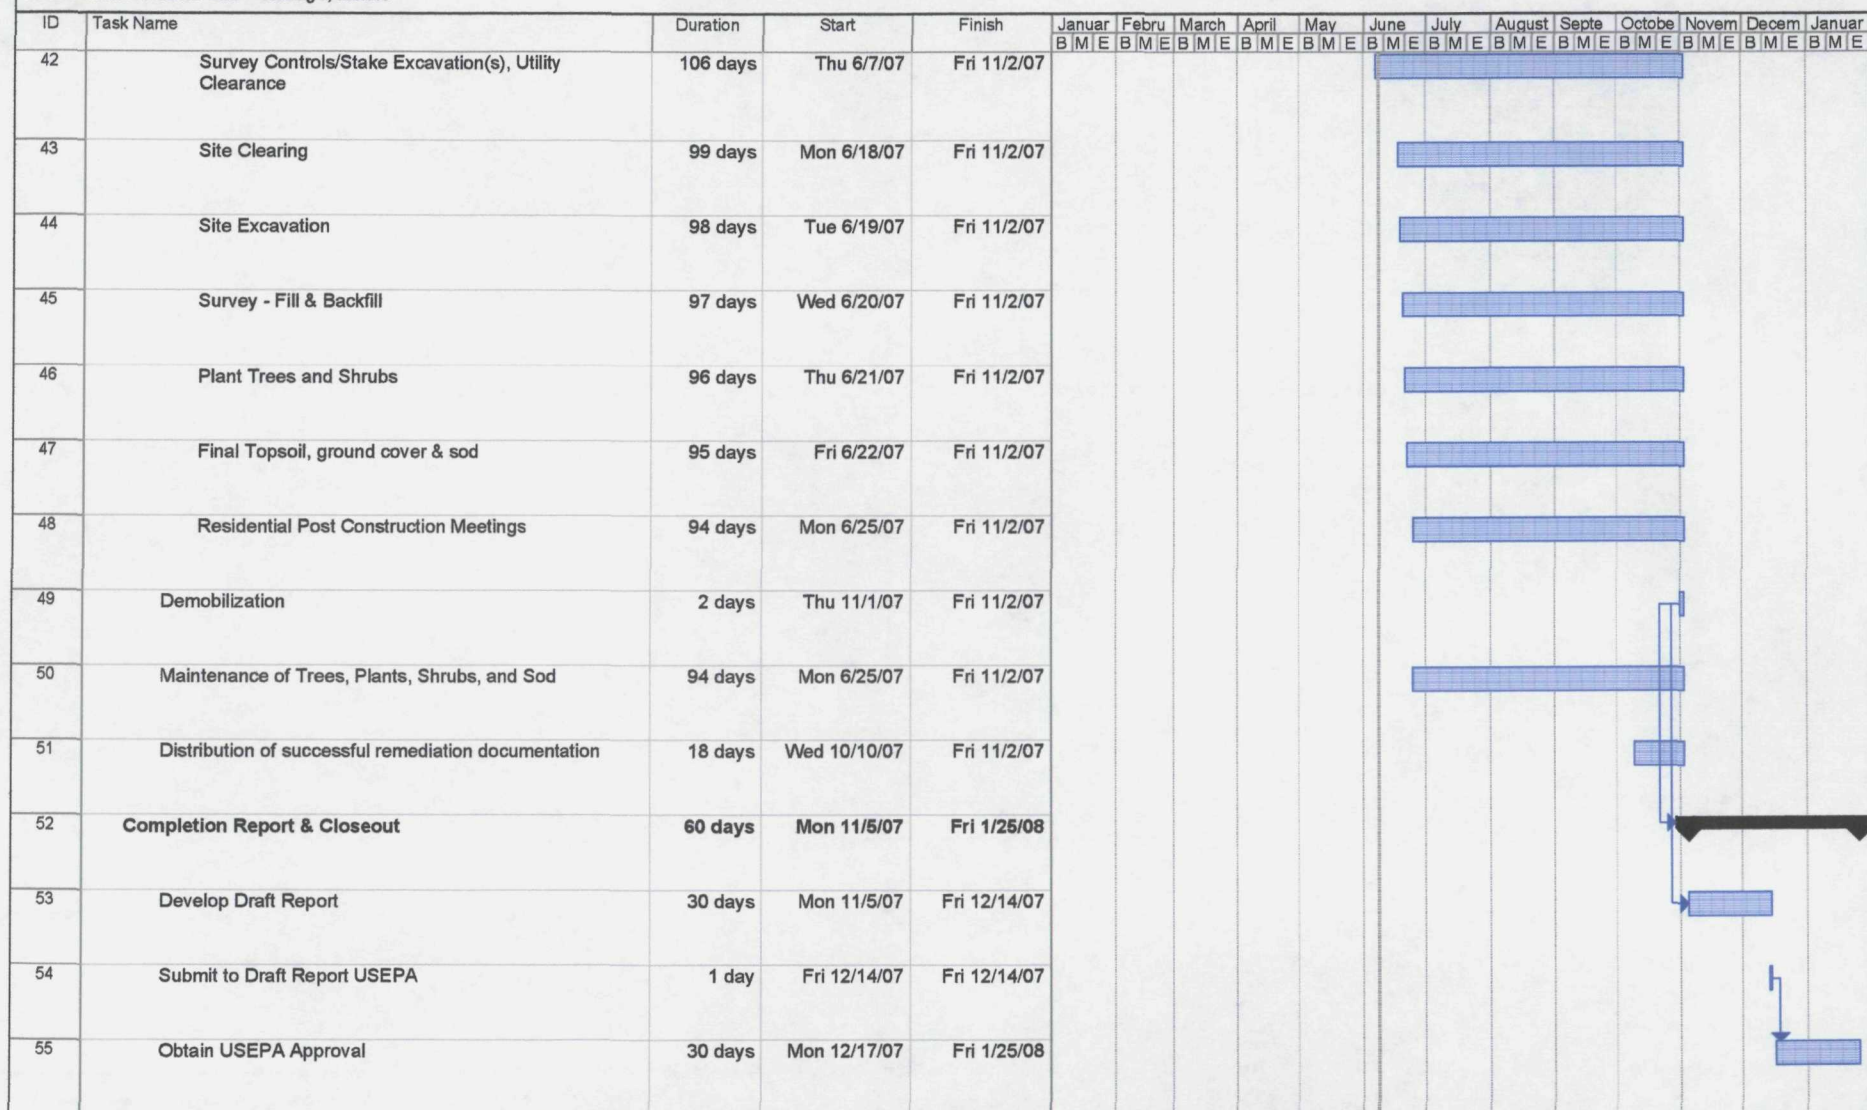 ID Task Name Duration Start Finish Januar Febru March April May June July August Septe Octobe Novem Decem Januar
B M E B M E B M E B M E B M E B M E B M E B M E B M E B M E B M E B M E B M E
42 Survey Controls/Stake Excavation(s), Utility 106 days Thu 6/7/07 Fri 11/2/07
Clearance
43 Site Clearing 99 days Mon 6/18/07 Fri 11/2/07
44 Site Excavation 98 days Tue 6/19/07 Fri 11/2/07
45 Survey - Fill & Backfill 97 days Wed 6/20/07 Fri 11/2/07
46 Plant Trees and Shrubs 96 days Thu 6/21/07 Fri 11/2/07
47 Final Topsoil, ground cover & sod 95 days Fri 6/22/07 Fri 11/2/07
48 Residential Post Construction Meetings 94 days Mon 6/25/07 Fri 11/2/07
49 Demobilization 2 days Thu 11/1/07 Fri 11/2/07
50 Maintenance of Trees, Plants, Shrubs, and Sod 94 days Mon 6/25/07 Fri 11/2/07
51 Distribution of successful remediation documentation 18 days Wed 10/10/07 Fri 11/2/07
52 Completion Report & Closeout 60 days Mon 11/5/07 Fri 1/25/08
53 Develop Draft Report 30 days Mon 11/5/07 Fri 12/14/07
54 Submit to Draft Report USEPA 1 day Fri 12/14/07 Fri 12/14/07
55 Obtain USEPA Approval 30 days Mon 12/17/07 Fri 1/25/08